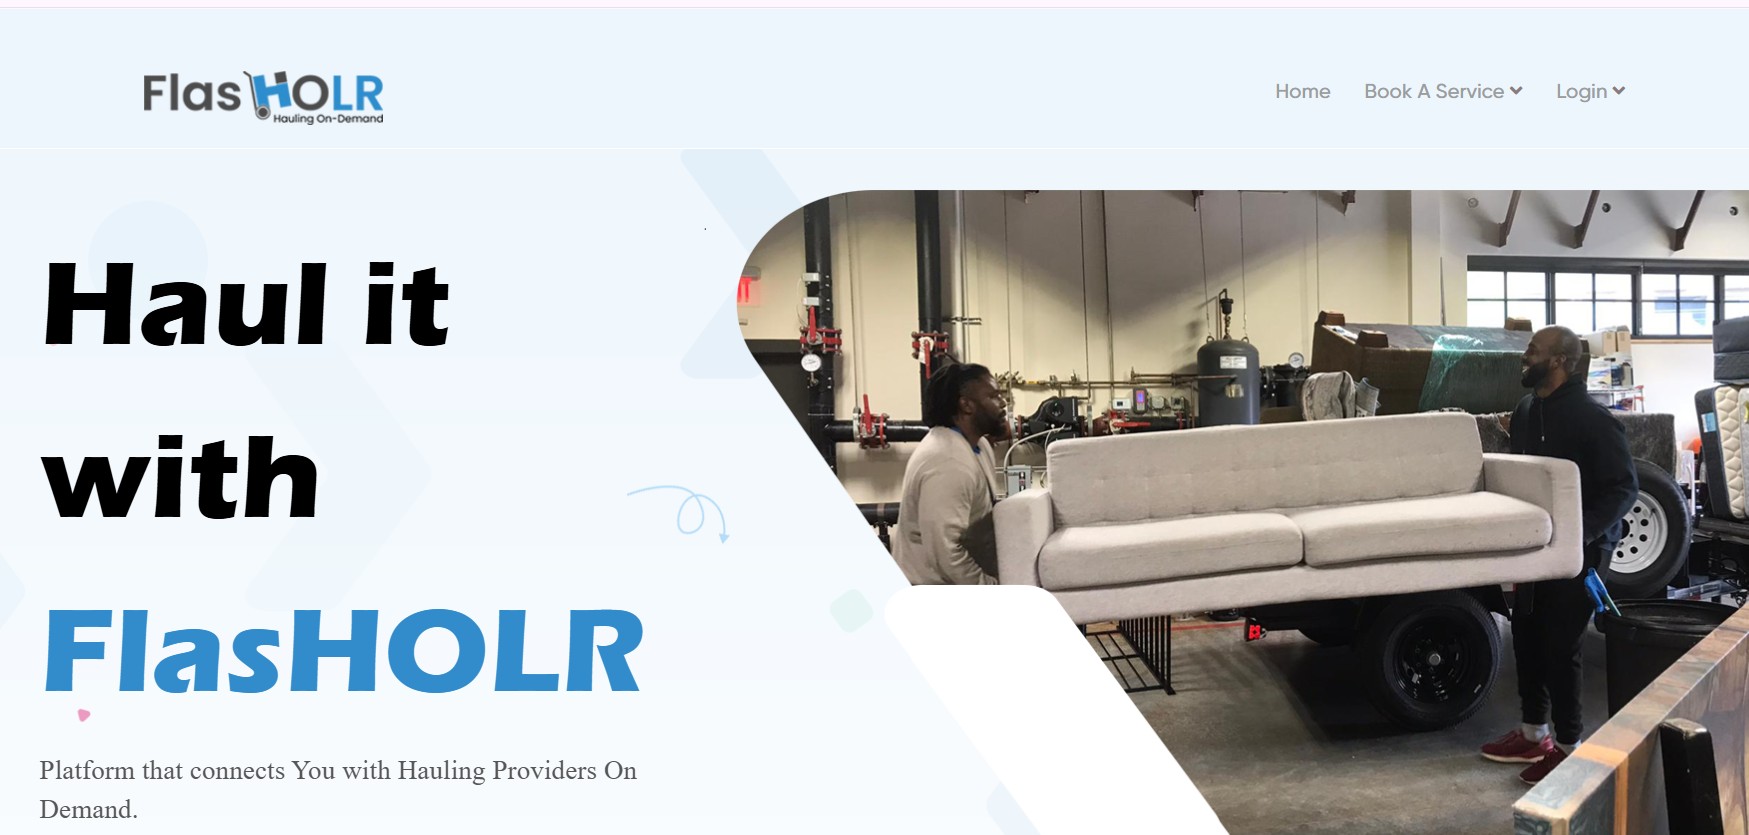 FlasHOLR
Hauling On-Demand
Home
Book A Service
Login
Haul it
with
FlasHOLR
Platform that connects You with Hauling Providers On
Demand.